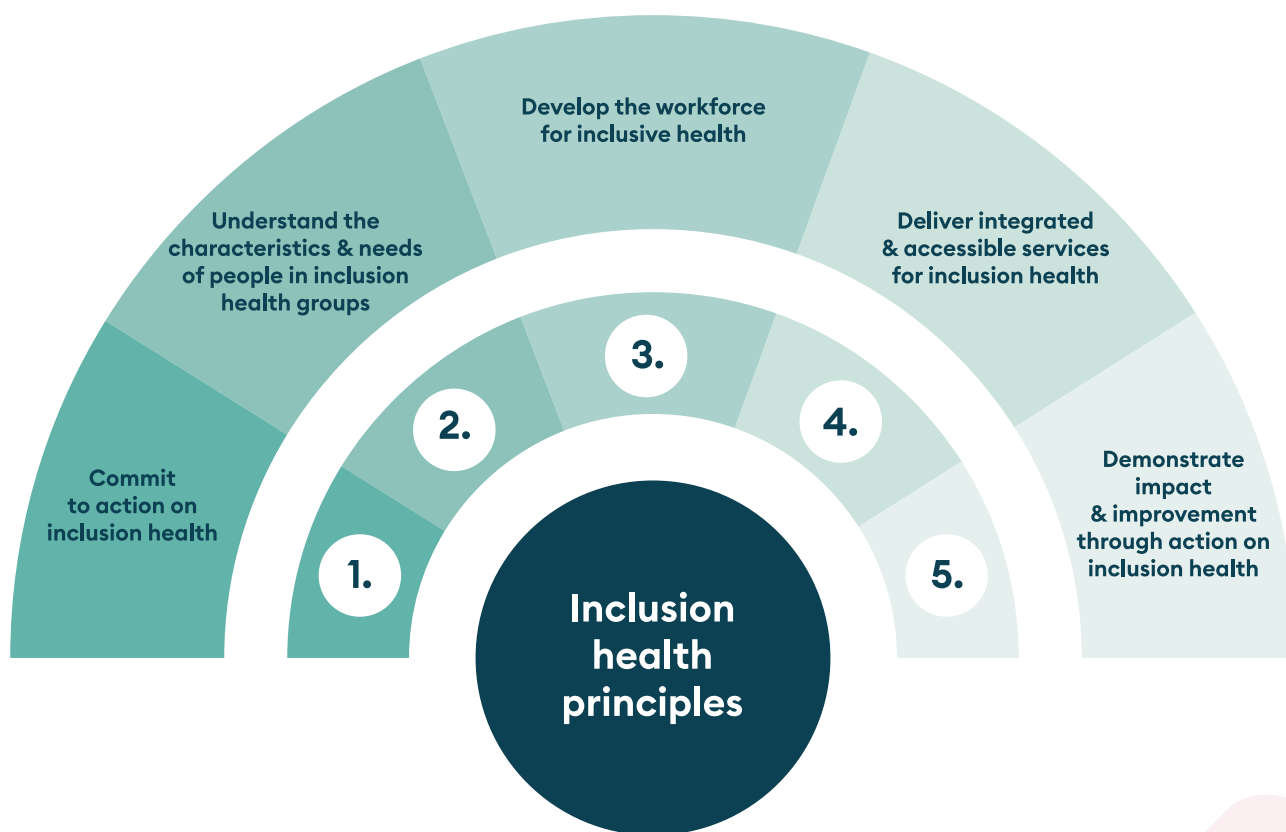 Commit
to action on
inclusion health
Understand the
characteristics & needs
of people in inclusion
health groups
Develop the workforce
for inclusive health
Deliver integrated
& accessible services
for inclusion health
Demonstrate
impact
& improvement
through action on
inclusion health
1.
2.
3.
4.
5.
Inclusion
health
principles